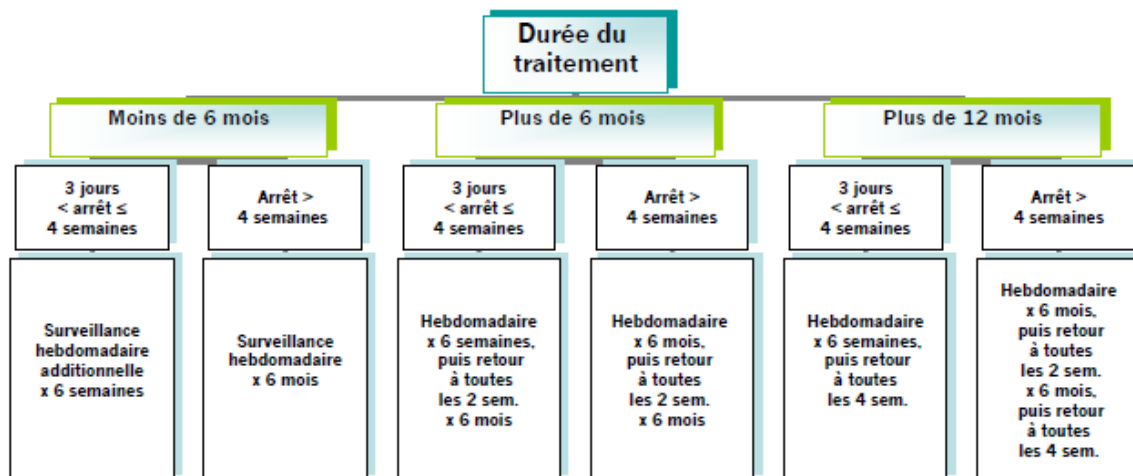 Durée du
traitement
Moins de 6 mois
Plus de 6 mois
Plus de 12 mois
3 jours
< arrêt ≤
4 semaines
Arrêt >
4 semaines
3 jours
< arrêt ≤
4 semaines
Arrêt >
4 semaines
3 jours
< arrêt ≤
4 semaines
Arrêt >
4 semaines
Surveillance
hebdomadaire
additionnelle
x 6 semaines
Surveillance
hebdomadaire
x 6 mois
Hebdomadaire
x 6 semaines,
puis retour
à toutes
les 2 sem.
x 6 mois
Hebdomadaire
x 6 mois,
puis retour
à toutes
les 2 sem.
x 6 mois
Hebdomadaire
x 6 semaines,
puis retour
à toutes
les 4 sem.
Hebdomadaire
x 6 mois,
puis retour
à toutes
les 2 sem.
x 6 mois,
puis retour
à toutes
les 4 sem.